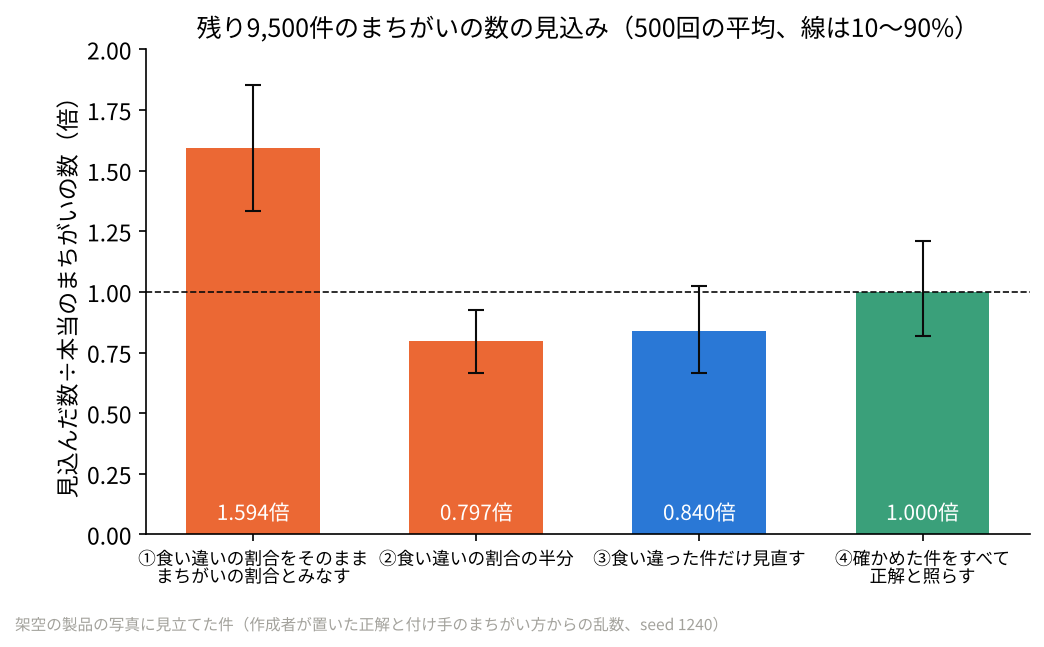 残り9,500件のまちがいの数の見込み（500回の平均、線は10〜90%）
見込んだ数÷本当のまちがいの数（倍）
2.00
1.75
1.50
1.25
1.00
0.75
0.50
0.25
0.00
1.594倍
0.797倍
0.840倍
1.000倍
①食い違いの割合をそのまま
まちがいの割合とみなす
②食い違いの割合の半分
③食い違った件だけ見直す
④確かめた件をすべて
正解と照らす
架空の製品の写真に見立てた件（作成者が置いた正解と付け手のまちがい方からの乱数、seed 1240）